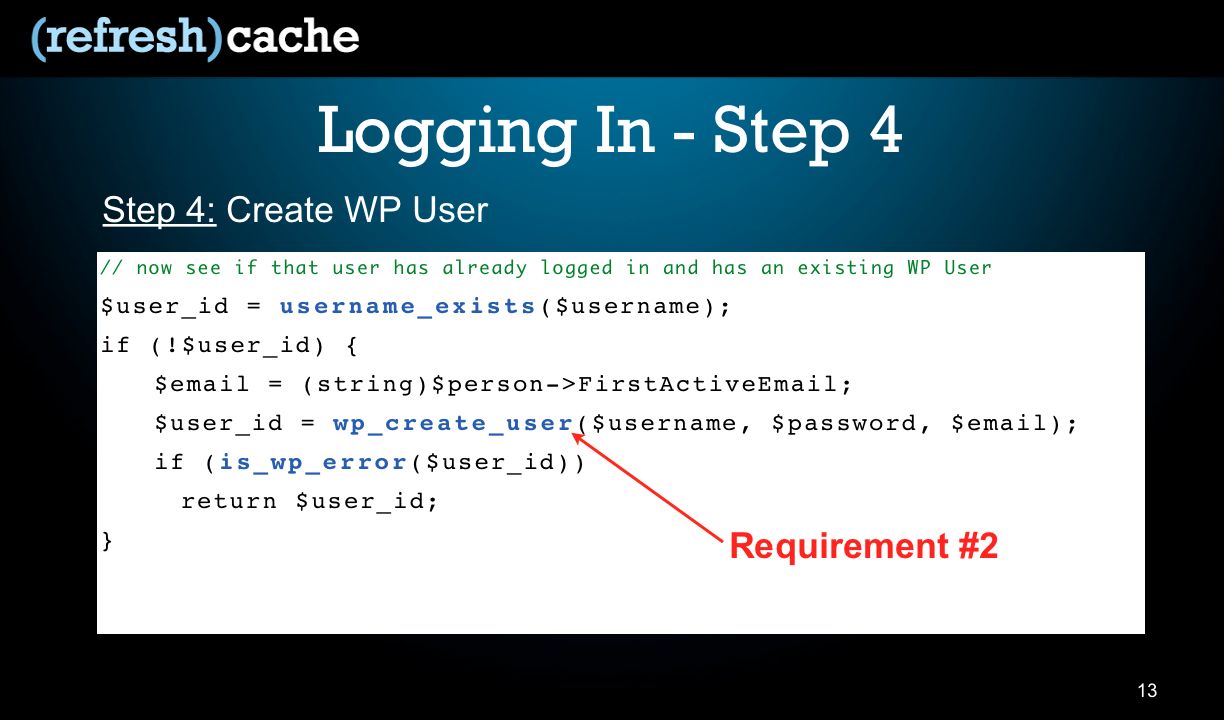 (refresh)cache
Logging In - Step 4
Step 4: Create WP User
// now see if that user has already logged in and has an existing WP User
$user_id = username_exists($username);
if (!$user_id) {
$email = (string)$person->FirstActiveEmail;
$user_id = wp_create_user($username, $password, $email);
if (is_wp_error($user_id))
return $user_id;
}
Requirement #2
13